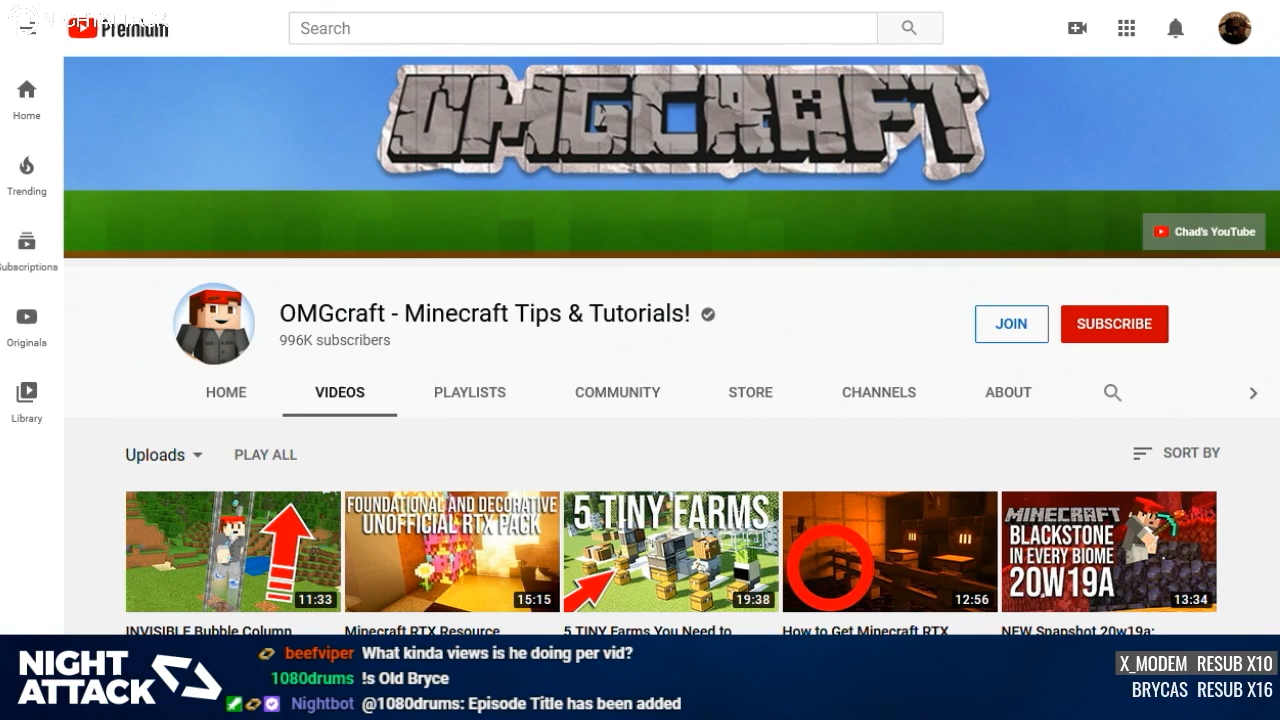 Premium
Search
Home
OMGCRAFT
Trending
Chad's YouTube
Subscriptions
OMGcraft - Minecraft Tips & Tutorials!
996K subscribers
JOIN
SUBSCRIBE
Originals
HOME
VIDEOS
PLAYLISTS
COMMUNITY
STORE
CHANNELS
ABOUT
Library
Uploads
PLAY ALL
SORT BY
11:33
FOUNDATIONAL AND DECORATIVE
UNOFFICIAL RTX PACK
15:15
5 TINY FARMS
19:38
12:56
MINECRAFT
BLACKSTONE
IN EVERY BIOME
20W19A
13:34
INVISIBLE Bubble Column
Minecraft RTX Resource
5 TINY Farms You Need to
How to Get Minecraft RTX
NEW Snapshot 20w19a:
NIGHT
ATTACK
beefviper What kinda views is he doing per vid?
1080drums !s Old Bryce
Nightbot @1080drums: Episode Title has been added
X_MODEM RESUB X10
BRYCAS RESUB X16